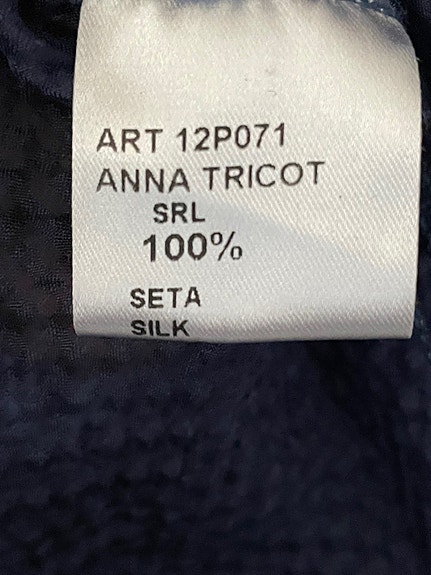 ART 12P071
ANNA TRICOT
SRL
100%
SETA
SILK